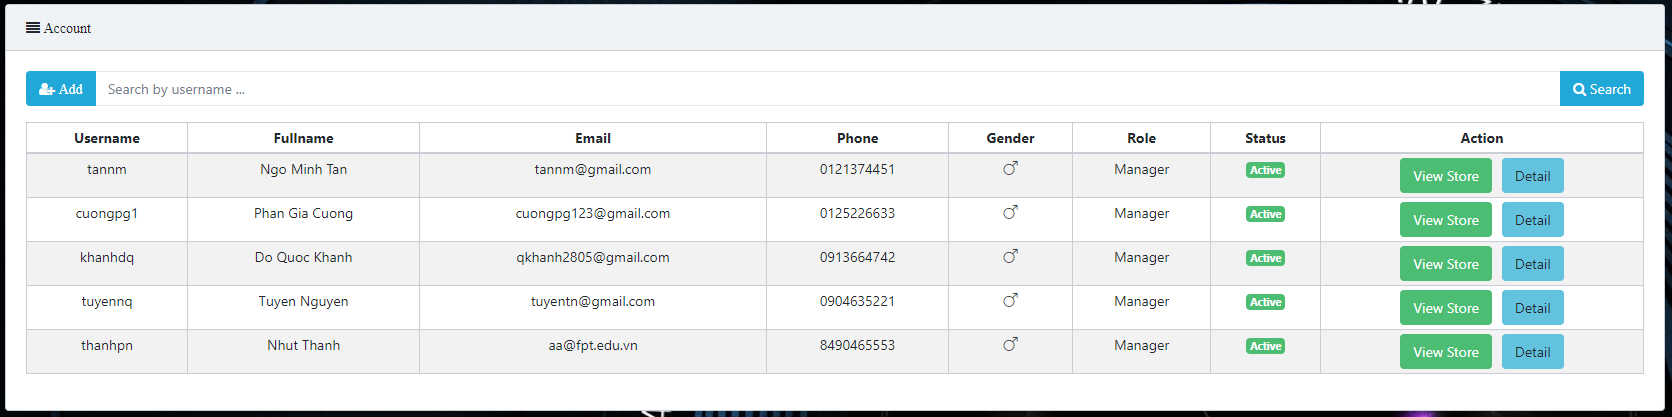 Account
Add Search by username ... Search
Username Fullname Email Phone Gender Role Status Action
tannm Ngo Minh Tan tannm@gmail.com 0121374451 Manager Active View Store Detail
cuongpg1 Phan Gia Cuong cuongpg123@gmail.com 0125226633 Manager Active View Store Detail
khanhdq Do Quoc Khanh qkhanh2805@gmail.com 0913664742 Manager Active View Store Detail
tuyennq Tuyen Nguyen tuyentn@gmail.com 0904635221 Manager Active View Store Detail
thanhpn Nhut Thanh aa@fpt.edu.vn 8490465553 Manager Active View Store Detail